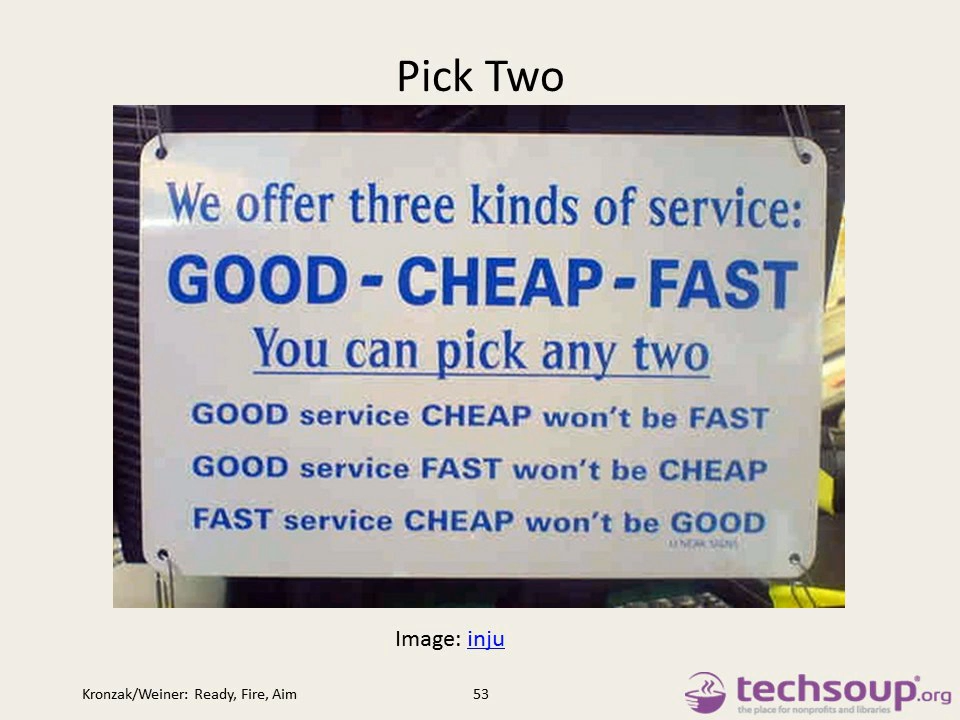 Pick Two
We offer three kinds of service:
GOOD - CHEAP - FAST
You can pick any two
GOOD service CHEAP won't be FAST
GOOD service FAST won't be CHEAP
FAST service CHEAP won't be GOOD
Image: inju
Kronzak/Weiner: Ready, Fire, Aim
53
techsoup.org
the place for nonprofits and libraries